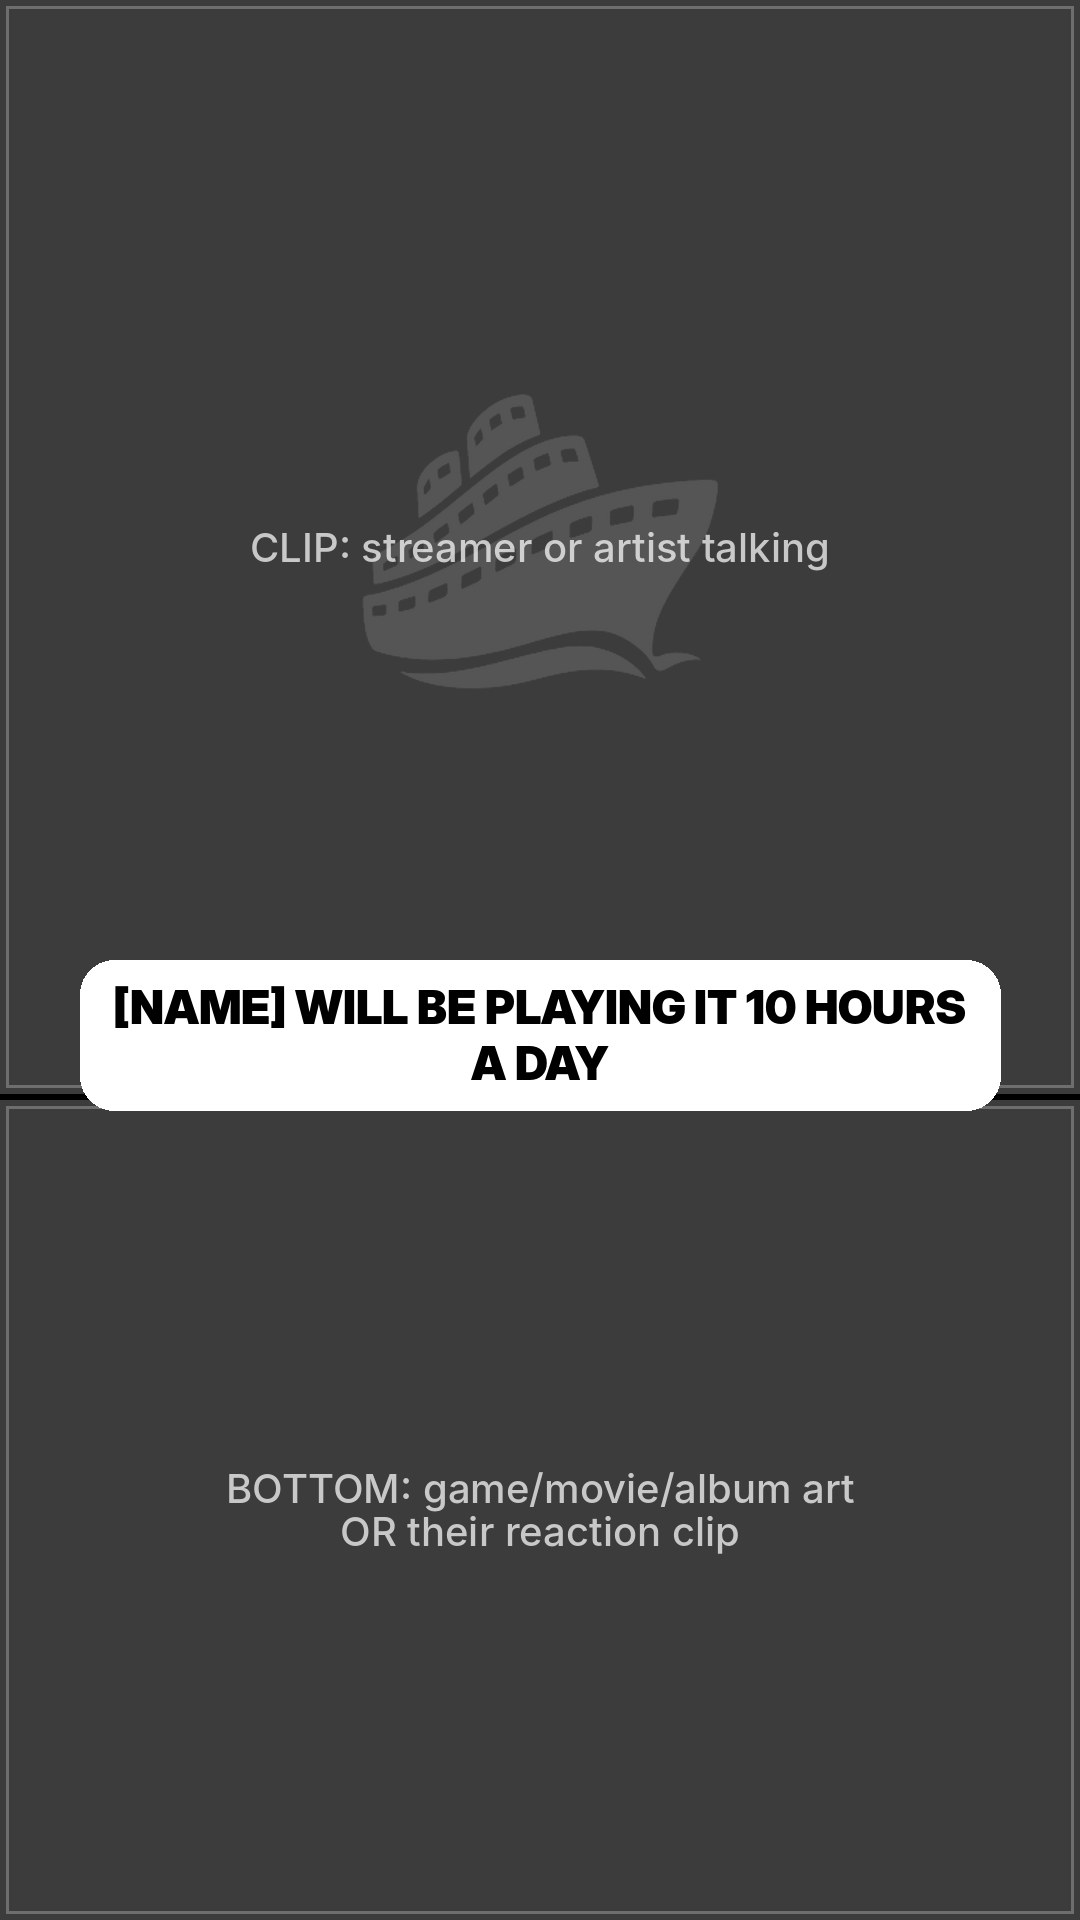 CLIP: streamer or artist talking
[NAME] WILL BE PLAYING IT 10 HOURS
A DAY
BOTTOM: game/movie/album art
OR their reaction clip